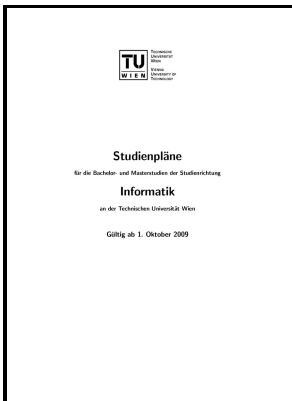 TU
WIEN
TECHNISCHE
UNIVERSITÄT
WIEN
VIENNA
UNIVERSITY OF
TECHNOLOGY
Studienpläne
für die Bachelor- und Masterstudien der Studienrichtung
Informatik
an der Technischen Universität Wien
Gültig ab 1. Oktober 2009